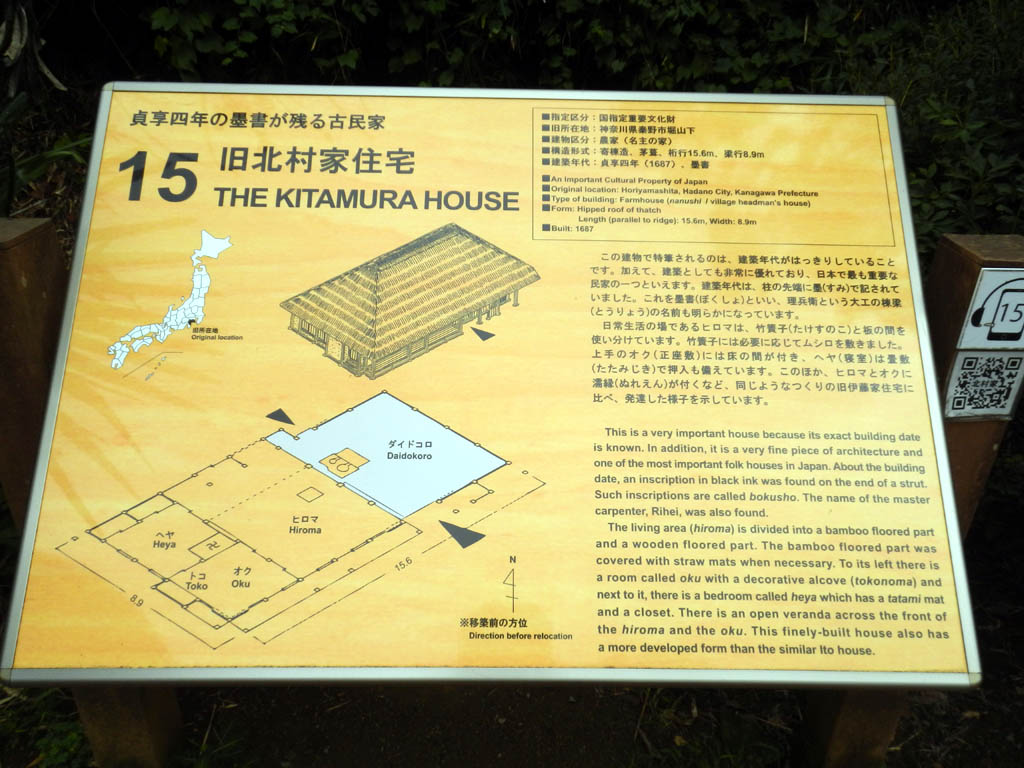 貞享四年の墨書が残る古民家
15
旧北村家住宅
THE KITAMURA HOUSE
■指定区分：国指定重要文化財
■旧所在地：神奈川県秦野市堀山下
■建物区分：農家（名主の家）
■構造形式：寄棟造、茅葺、桁行15.6m、梁行8.9m
■建築年代：貞享四年（1687）、墨書
■An Important Cultural Property of Japan
■Original location: Horiyamashita, Hadano City, Kanagawa Prefecture
■Type of building: Farmhouse (nanushi / village headman's house)
■Form: Hipped roof of thatch
Length (parallel to ridge): 15.6m, Width: 8.9m
■Built: 1687
旧所在地
Original location
この建物で特筆されるのは、建築年代がはっきりしていること
です。加えて、建築としても非常に優れており、日本で最も重要な
民家の一つといえます。建築年代は、柱の先端に墨(すみ)で記されて
いました。これを墨書(ぼくしょ)といい、理兵衛という大工の棟梁
(とうりょう)の名前も明らかになっています。
日常生活の場であるヒロマは、竹簀子(たけすのこ)と板の間を
使い分けています。竹簀子には必要に応じてムシロを敷きました。
上手のオク(正座敷)には床の間が付き、ヘヤ(寝室)は畳敷
(たたみじき)で押入も備えています。このほか、ヒロマとオクに
濡縁(ぬれえん)が付くなど、同じようなつくりの旧伊藤家住宅に
比べ、発達した様子を示しています。
This is a very important house because its exact building date
is known. In addition, it is a very fine piece of architecture and
one of the most important folk houses in Japan. About the building
date, an inscription in black ink was found on the end of a strut.
Such inscriptions are called bokusho. The name of the master
carpenter, Rihei, was also found.
The living area (hiroma) is divided into a bamboo floored part
and a wooden floored part. The bamboo floored part was
covered with straw mats when necessary. To its left there is
a room called oku with a decorative alcove (tokonoma) and
next to it, there is a bedroom called heya which has a tatami mat
and a closet. There is an open veranda across the front of
the hiroma and the oku. This finely-built house also has
a more developed form than the similar Ito house.
ダイドコロ
Daidokoro
ヒロマ
Hiroma
ヘヤ
Heya
トコ
Toko
オク
Oku
8.9
15.6
N
※移築前の方位
Direction before relocation
15
北村家